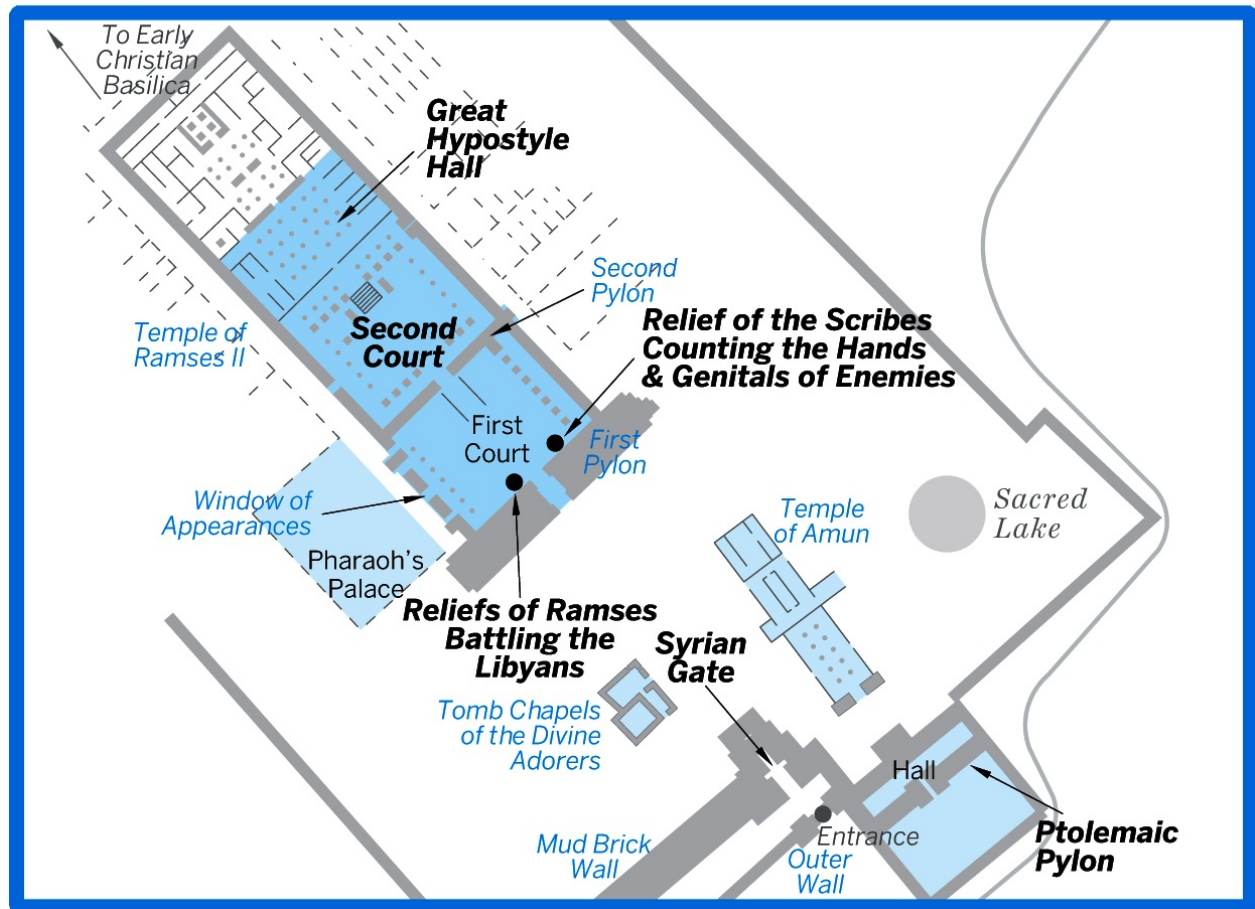 To Early
Christian
Basilica
Great
Hypostyle
Hall
Second
Pylon
Temple of
Ramses II
Second
Court
Relief of the Scribes
Counting the Hands
& Genitals of Enemies
First
Court
First
Pylon
Window of
Appearances
Pharaoh's
Palace
Temple
of Amun
Sacred
Lake
Reliefs of Ramses
Battling the
Libyans
Syrian
Gate
Tomb Chapels
of the Divine
Adorers
Hall
Mud Brick
Wall
Entrance
Outer
Wall
Ptolemaic
Pylon